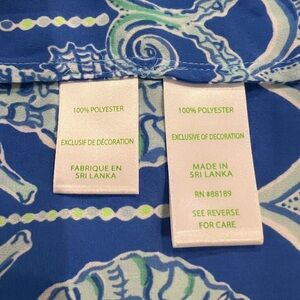 100% POLYESTER
EXCLUSIF DE DÉCORATION
FABRIQUE EN
SRI LANKA
100% POLYESTER
EXCLUSIVE OF DECORATION
MADE IN
SRI LANKA
RN #88189
SEE REVERSE
FOR CARE